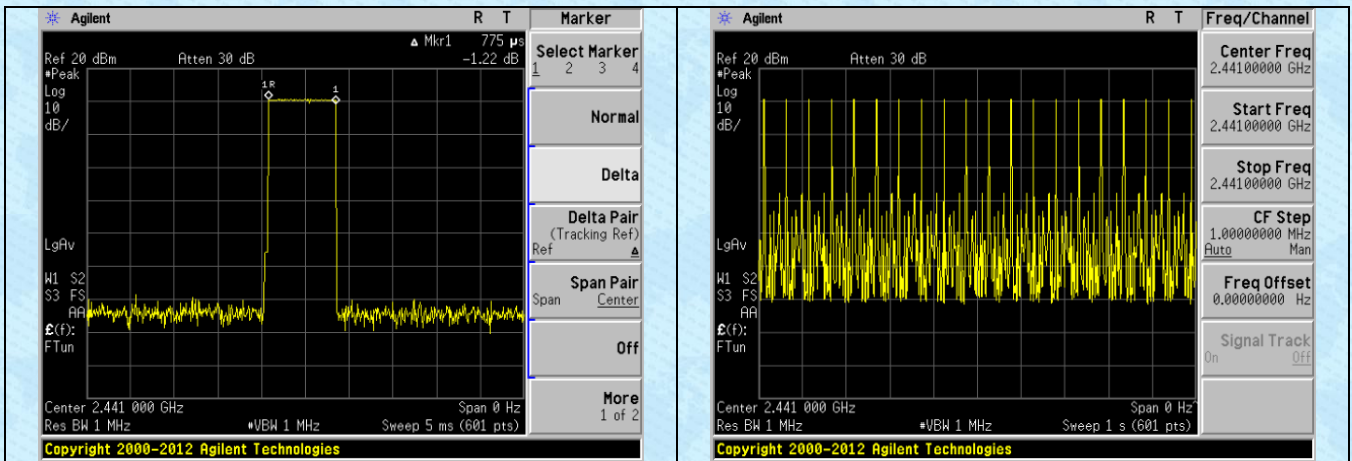 Agilent R T Marker
▲ Mkr1 775 µs
Ref 20 dBm Atten 30 dB -1.22 dB
#Peak
Log
10
dB/
1R
1
LgAv
W1 S2
S3 FS
AA
£(f):
FTun
Center 2.441 000 GHz Span 0 Hz
Res BW 1 MHz #VBW 1 MHz Sweep 5 ms (601 pts)
Copyright 2000-2012 Agilent Technologies
Select Marker
1 2 3 4
Normal
Delta
Delta Pair
(Tracking Ref)
Ref ▲
Span Pair
Span Center
Off
More
1 of 2
Agilent R T Freq/Channel
Ref 20 dBm Atten 30 dB
#Peak
Log
10
dB/
LgAv
W1 S2
S3 FS
AA
£(f):
FTun
Center 2.441 000 GHz Span 0 Hz^
Res BW 1 MHz #VBW 1 MHz Sweep 1 s (601 pts)
Copyright 2000-2012 Agilent Technologies
Center Freq
2.44100000 GHz
Start Freq
2.44100000 GHz
Stop Freq
2.44100000 GHz
CF Step
1.00000000 MHz
Auto Man
Freq Offset
0.00000000 Hz
Signal Track
On Off